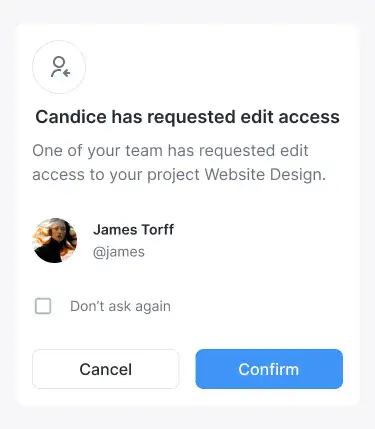 Candice has requested edit access
One of your team has requested edit
access to your project Website Design.
James Torff
@james
Don’t ask again
Cancel
Confirm